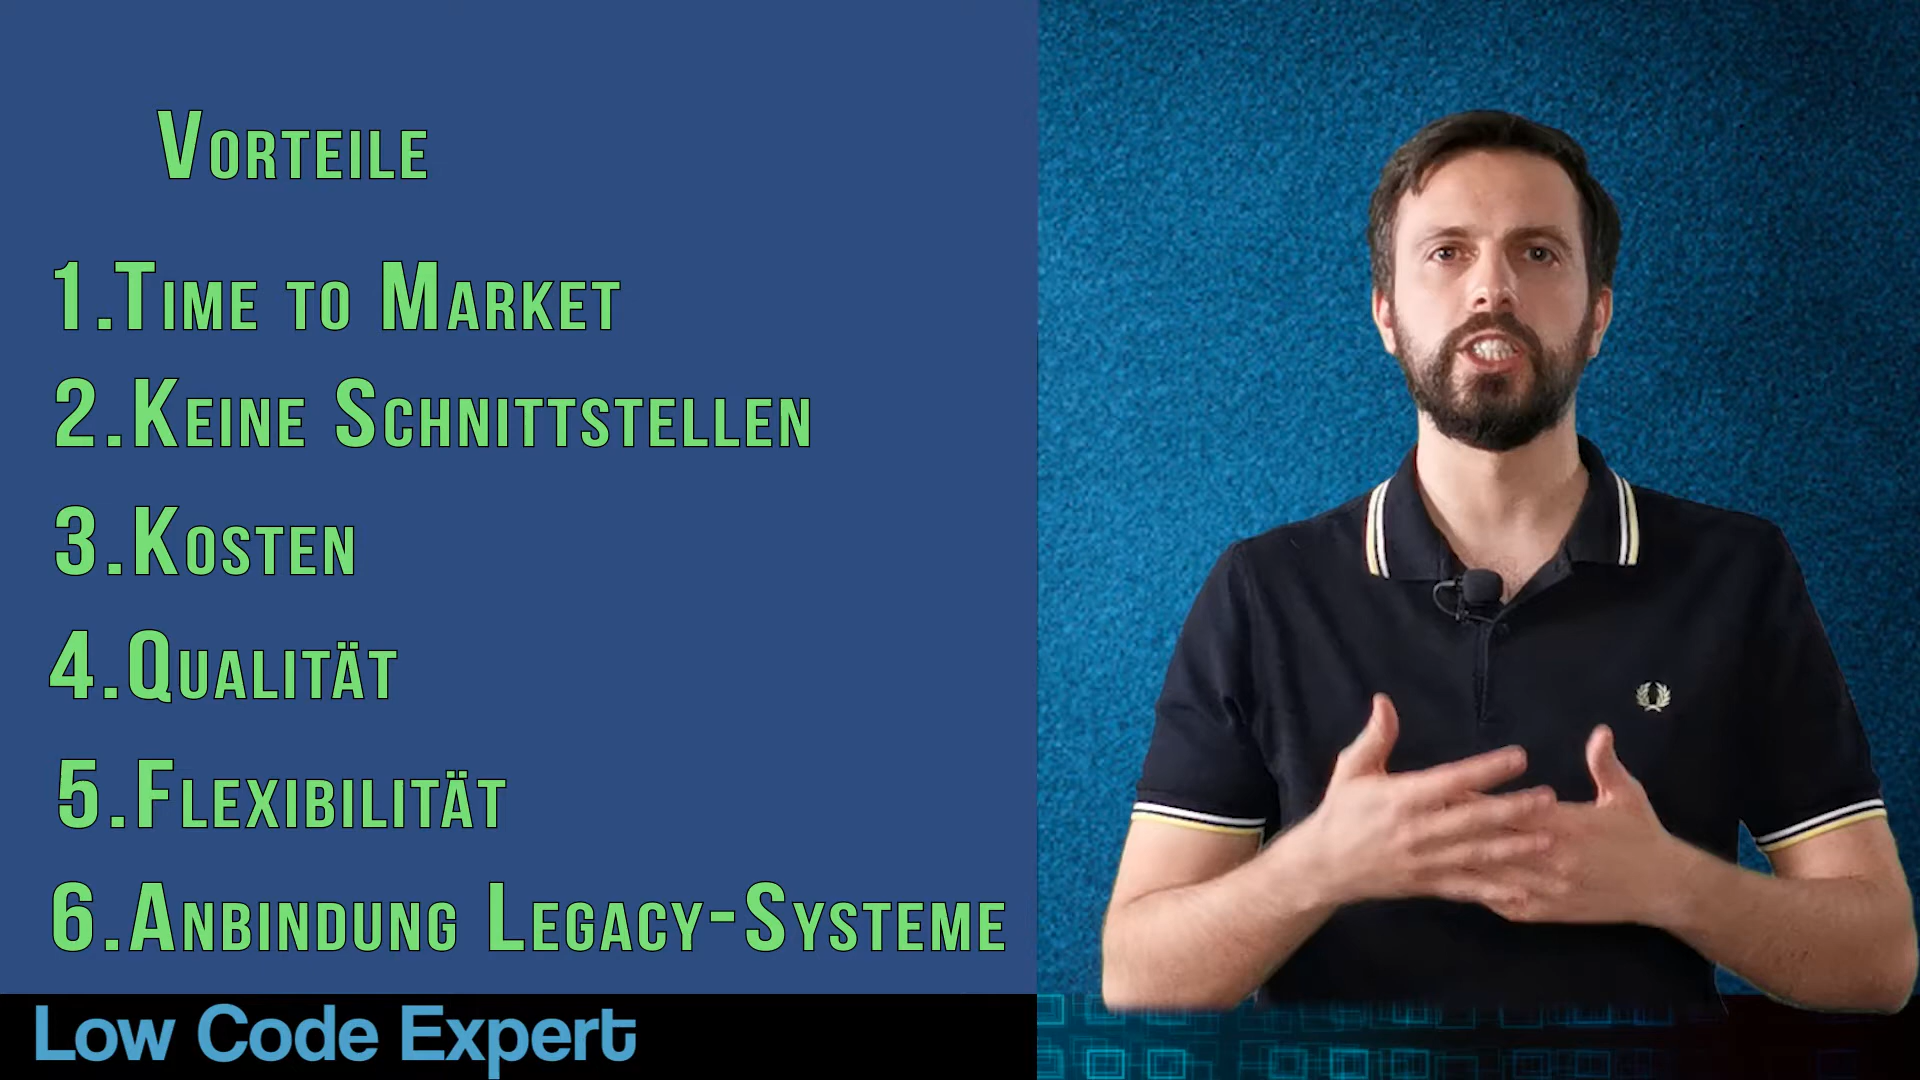 Vorteile
1.Time to Market
2.Keine Schnittstellen
3.Kosten
4.Qualität
5.Flexibilität
6.Anbindung Legacy-Systeme
Low Code Expert